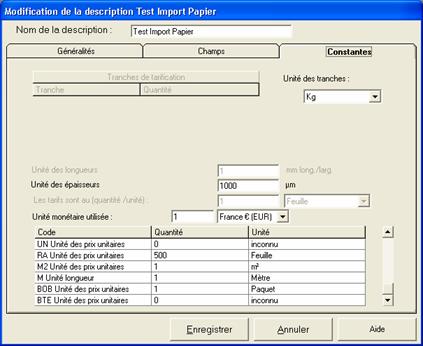 Modification de la description Test Import Papier
Nom de la description : Test Import Papier
Généralités Champs Constantes
Tranches de tarification Unité des tranches :
Tranche Quantité Kg
Unité des longueurs 1 mm long./larg.
Unité des épaisseurs 1000 µm
Les tarifs sont au (quantité /unité) : 1 Feuille
Unité monétaire utilisée : 1 France € (EUR)
Code Quantité Unité
UN Unité des prix unitaires 0 inconnu
RA Unité des prix unitaires 500 Feuille
M2 Unité des prix unitaires 1 m²
M Unité longueur 1 Mètre
BOB Unité des prix unitaires 1 Paquet
BTE Unité des prix unitaires 0 inconnu
Enregistrer Annuler Aide